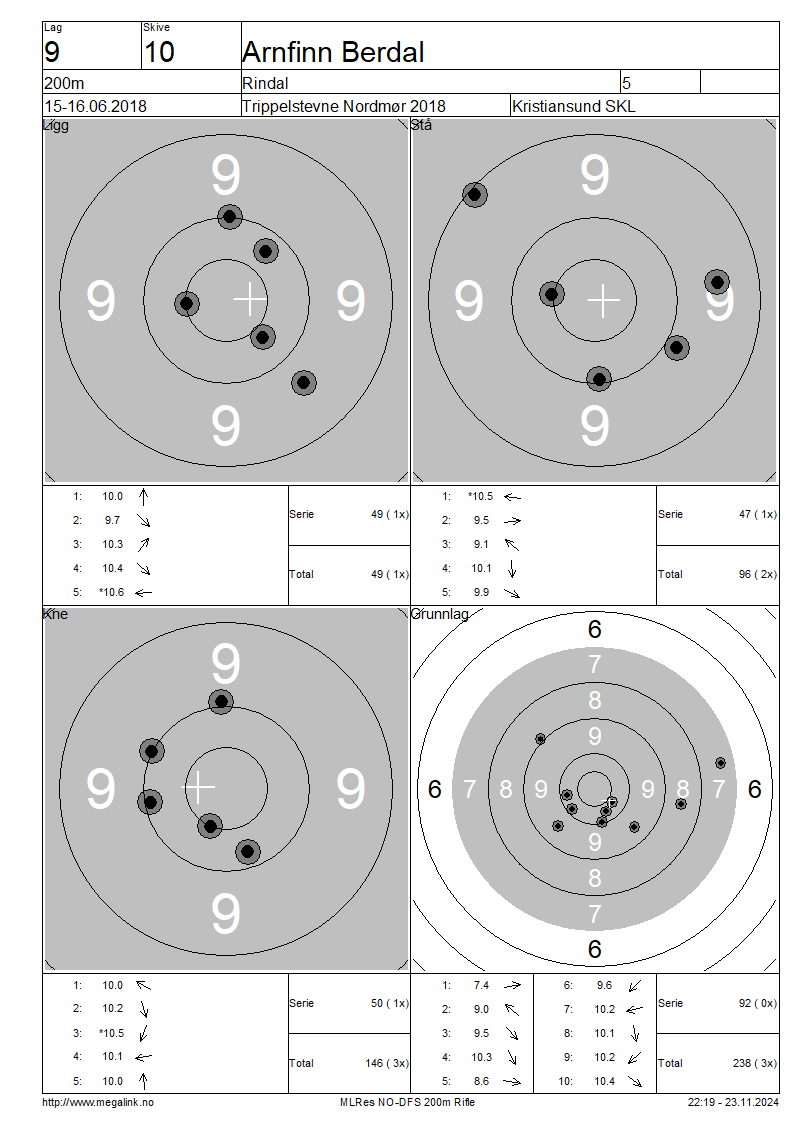 Lag
Skive
9
10
Arnfinn Berdal
200m
Rindal
5
15-16.06.2018
Trippelstevne Nordmør 2018
Kristiansund SKL
Ligg
9
9
9
9
Stå
9
9
9
9
1: 10.0
2: 9.7
3: 10.3
4: 10.4
5: *10.6
Serie 49 ( 1x)
Total 49 ( 1x)
1: *10.5
2: 9.5
3: 9.1
4: 10.1
5: 9.9
Serie 47 ( 1x)
Total 96 ( 2x)
Kne
9
9
9
9
Grunnlag
6
7
8
9
6 7 8 9 9 8 7 6
9
8
7
6
1: 10.0
2: 10.2
3: *10.5
4: 10.1
5: 10.0
Serie 50 ( 1x)
Total 146 ( 3x)
1: 7.4
2: 9.0
3: 9.5
4: 10.3
5: 8.6
6: 9.6
7: 10.2
8: 10.1
9: 10.2
10: 10.4
Serie 92 ( 0x)
Total 238 ( 3x)
http://www.megalink.no
MLRes NO-DFS 200m Rifle
22:19 - 23.11.2024